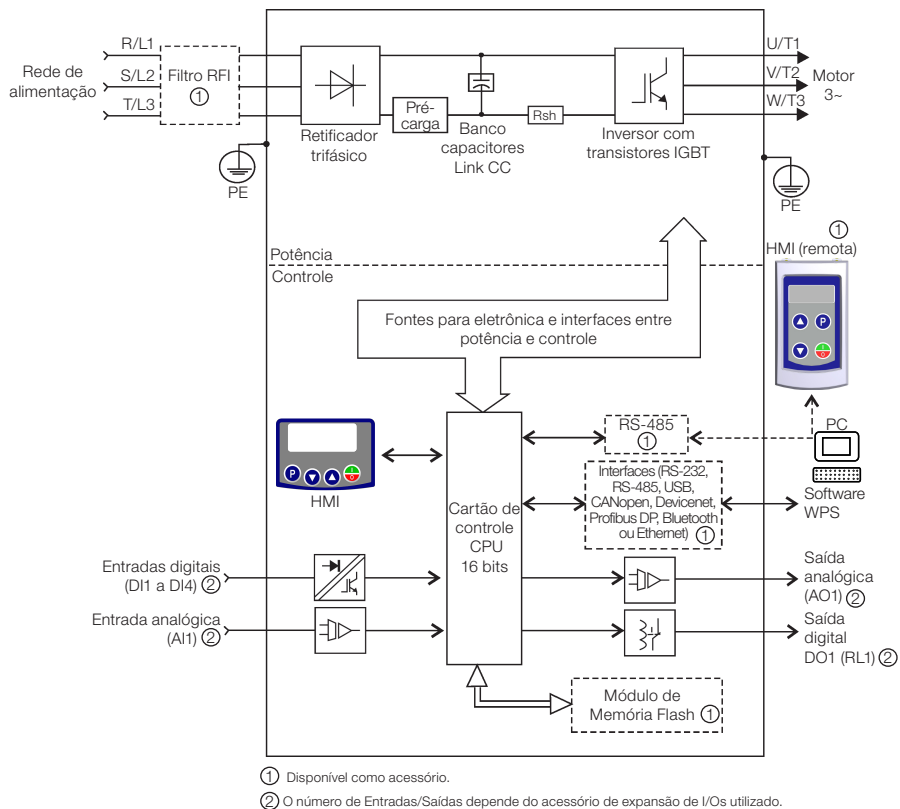 R/L1
S/L2
T/L3
Rede de
alimentação
Filtro RFI
①
PE
Retificador
trifásico
Pré-
carga
Banco
capacitores
Link CC
Rsh
Inversor com
transistores IGBT
U/T1
V/T2
W/T3
Motor
3~
PE
Potência
Controle
Fontes para eletrônica e interfaces entre
potência e controle
①
HMI (remota)
P
I
O
P
I
O
HMI
Cartão de
controle
CPU
16 bits
RS-485
①
Interfaces (RS-232,
RS-485, USB,
CANopen, Devicenet,
Profibus DP, Bluetooth
ou Ethernet) ①
PC
Software
WPS
Entradas digitais
(DI1 a DI4) ②
Entrada analógica
(AI1) ②
Saída
analógica
(AO1) ②
Saída
digital
DO1 (RL1) ②
Módulo de
Memória Flash ①
① Disponível como acessório.
② O número de Entradas/Saídas depende do acessório de expansão de I/Os utilizado.